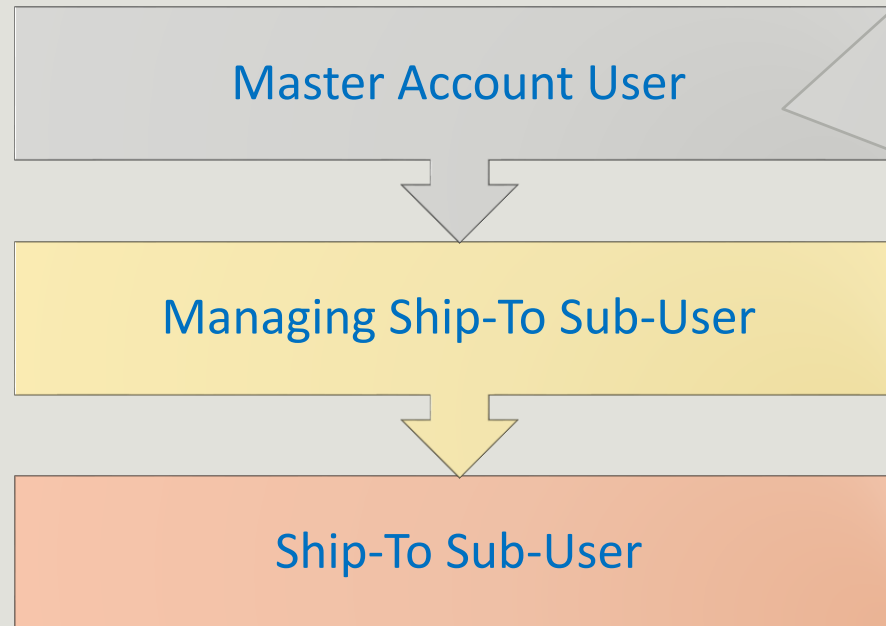 Master Account User
Managing Ship-To Sub-User
Ship-To Sub-User